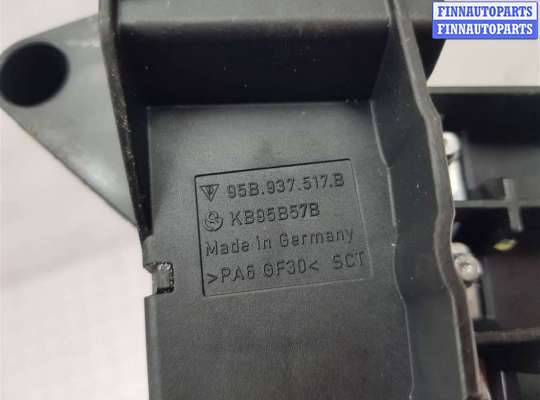 FINNAUTOPARTS
FINNAUTOPARTS
95B.937.517.B
KB95B57B
Made in Germany
>PA6 GF30< SCT